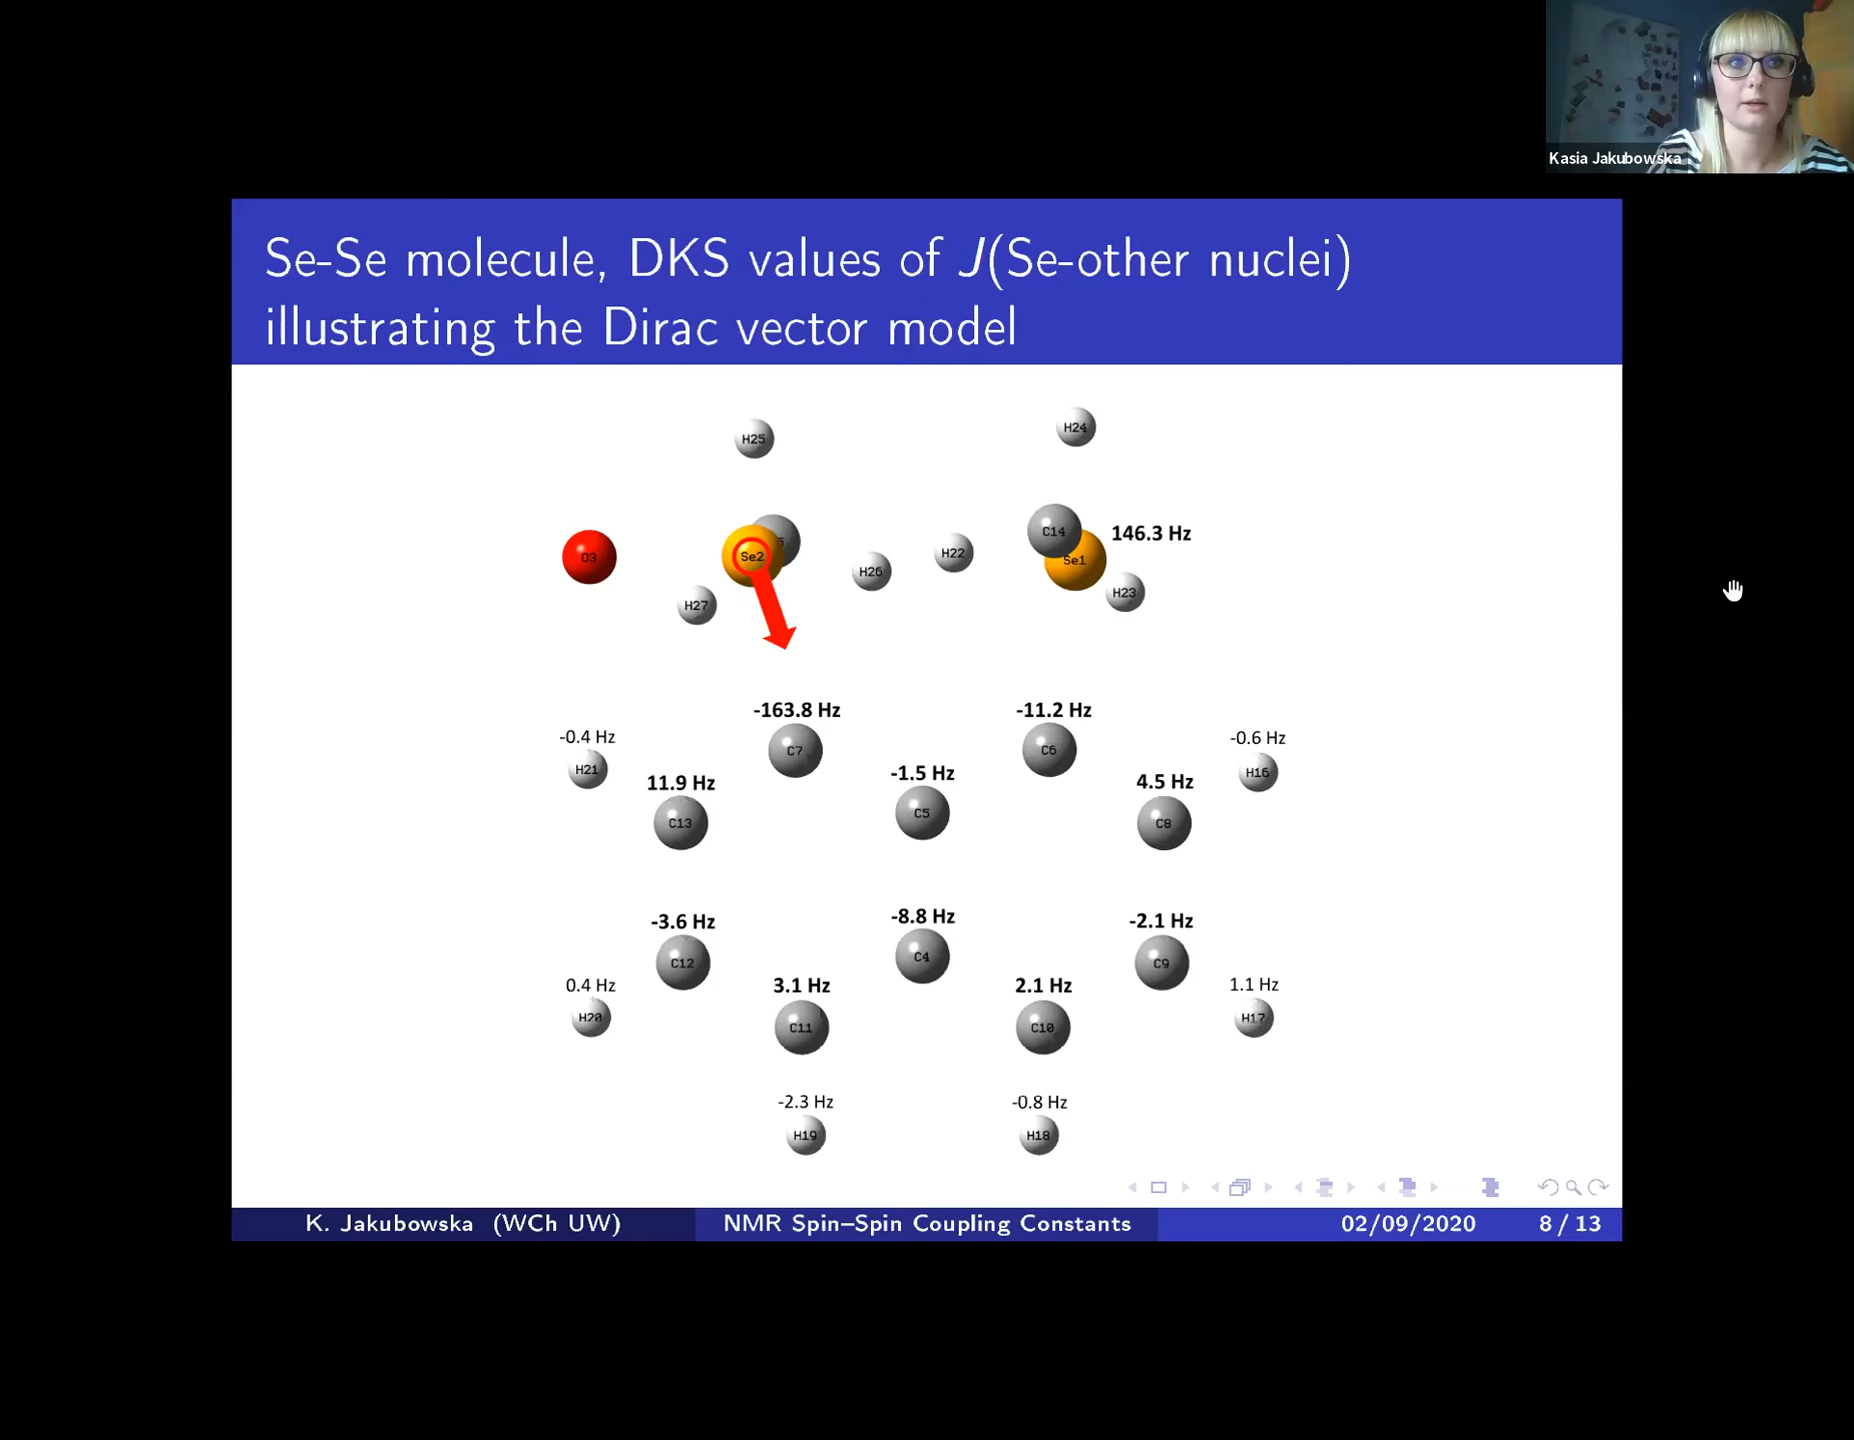 Kasia Jakubowska
Se-Se molecule, DKS values of J(Se-other nuclei)
illustrating the Dirac vector model
H25
H24
O3
Se2
H26
H22
C14
Se1
146.3 Hz
H27
H23
-163.8 Hz
-11.2 Hz
-0.4 Hz
-0.6 Hz
H21
C7
C6
H16
11.9 Hz
-1.5 Hz
4.5 Hz
C13
C5
C8
-3.6 Hz
-8.8 Hz
-2.1 Hz
C12
C4
C9
0.4 Hz
3.1 Hz
2.1 Hz
1.1 Hz
H20
C11
C10
H17
-2.3 Hz
-0.8 Hz
H19
H18
K. Jakubowska (WCh UW)
NMR Spin–Spin Coupling Constants
02/09/2020
8 / 13